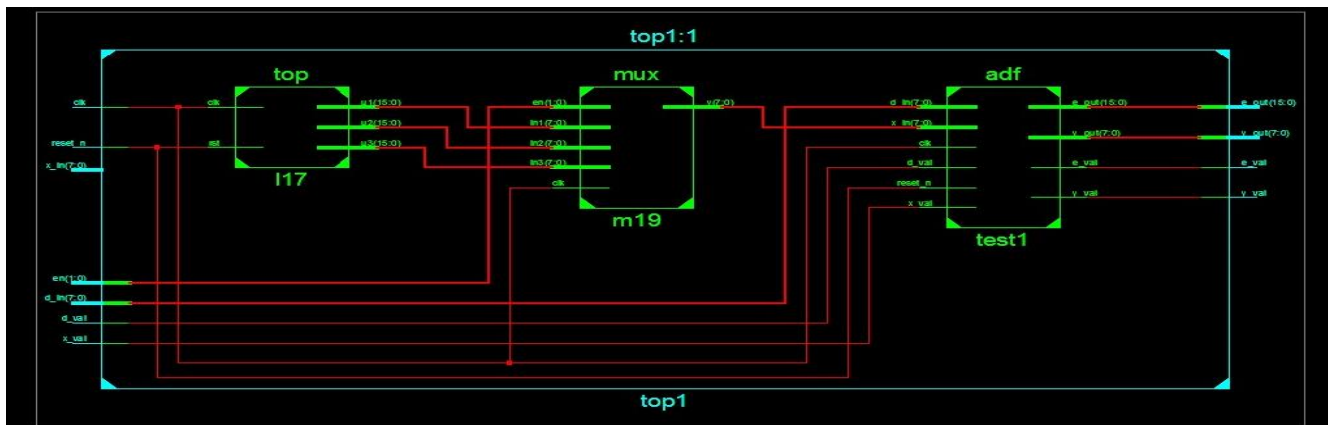 top1:1
top
mux
adf
clk
clk
u1(15:0)
en(1:0)
y(7:0)
d_in(7:0)
e_out(15:0)
e_out(15:0)
u2(15:0)
in1(7:0)
x_in(7:0)
reset_n
rst
u3(15:0)
in2(7:0)
clk
y_out(7:0)
y_out(7:0)
x_in(7:0)
in3(7:0)
d_val
e_val
e_val
l17
clk
reset_n
m19
x_val
y_val
y_val
test1
en(1:0)
d_in(7:0)
d_val
x_val
top1